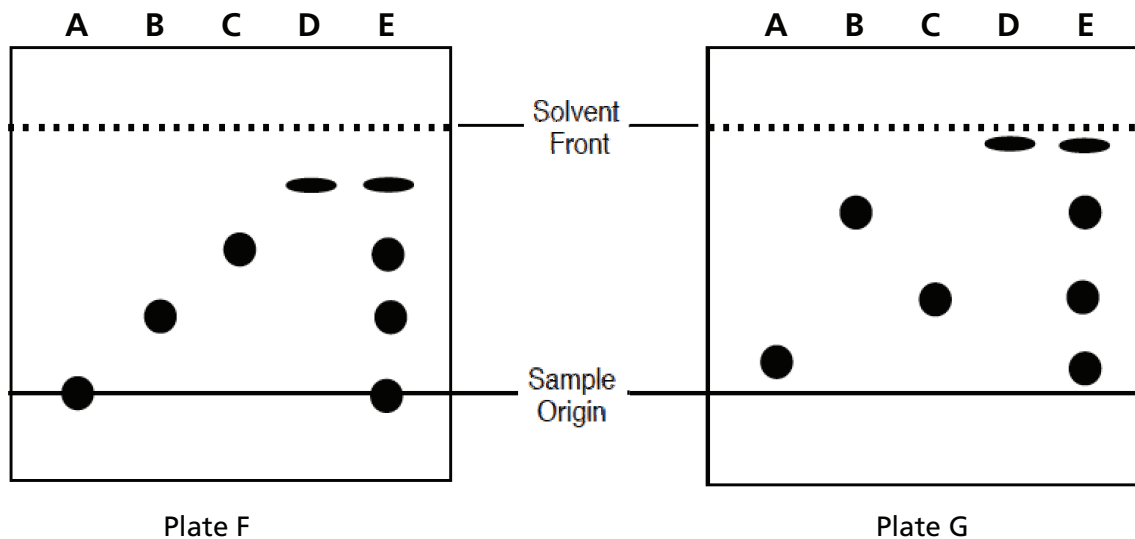 A B C D E
A B C D E
Solvent
Front
Sample
Origin
Plate F
Plate G